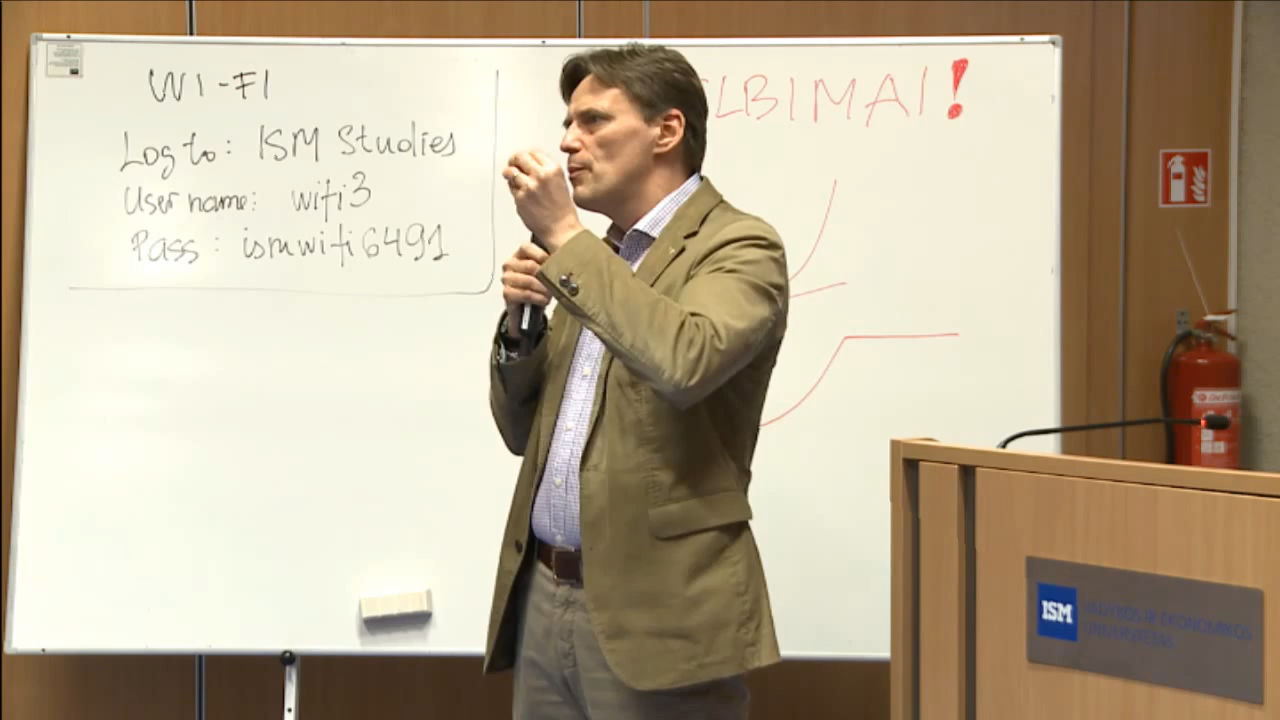 WI-FI
Log to: ISM Studies
User name: wifi3
Pass: ismwifi6491
LBIMAI!
ISM